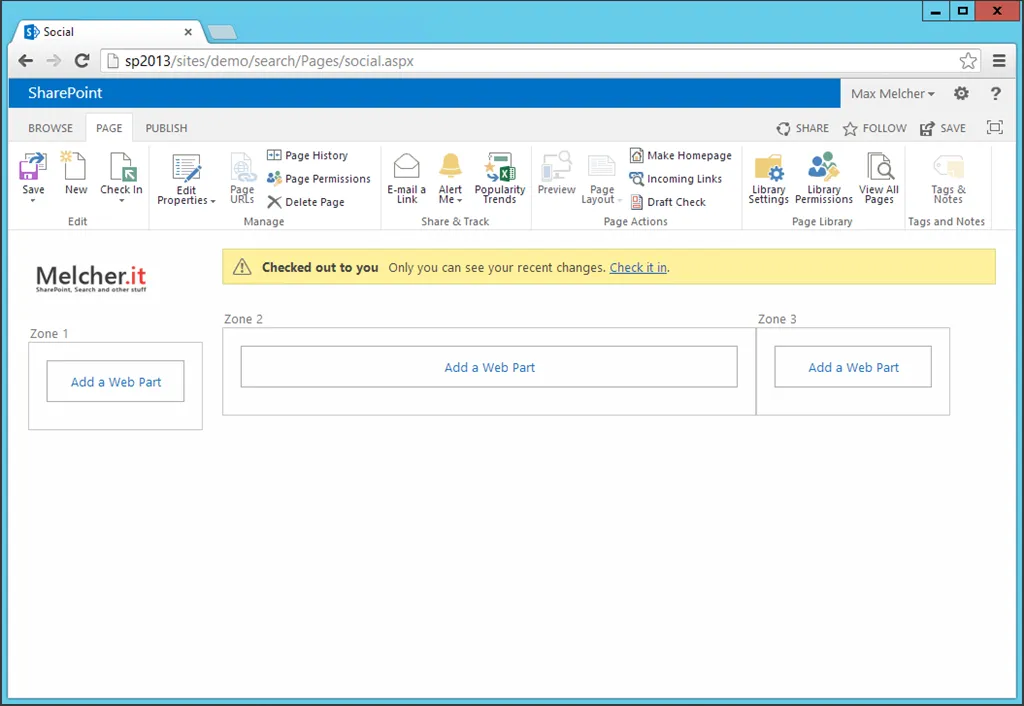 Social
sp2013/sites/demo/search/Pages/social.aspx
SharePoint
Max Melcher
?
BROWSE
PAGE
PUBLISH
SHARE
FOLLOW
SAVE
Save
New
Check In
Edit
Edit
Properties
Page
URLs
Page History
Page Permissions
Delete Page
Manage
E-mail a
Link
Alert
Me
Popularity
Trends
Share & Track
Preview
Page
Layout
Make Homepage
Incoming Links
Draft Check
Page Actions
Library
Settings
Library
Permissions
View All
Pages
Page Library
Tags &
Notes
Tags and Notes
Melcher.it
SharePoint, Search and other stuff
Checked out to you Only you can see your recent changes. Check it in.
Zone 1
Add a Web Part
Zone 2
Add a Web Part
Zone 3
Add a Web Part